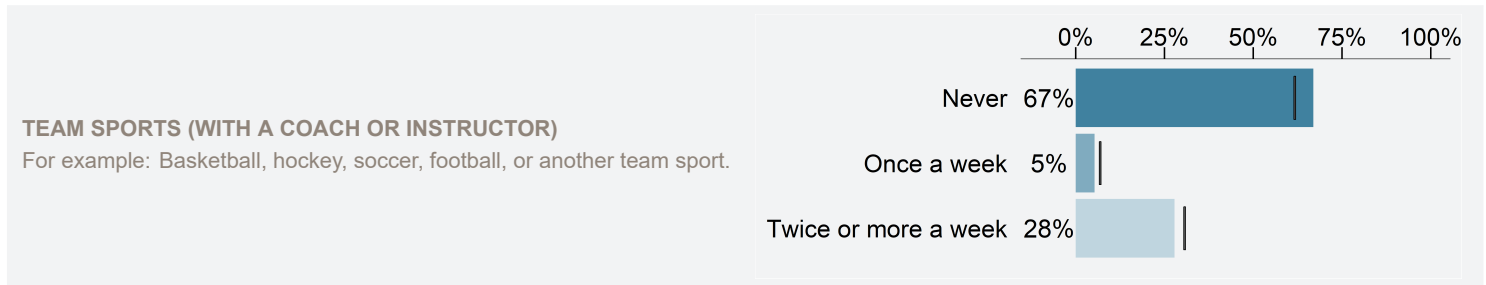 0% 25% 50% 75% 100%
Never 67%
TEAM SPORTS (WITH A COACH OR INSTRUCTOR)
For example: Basketball, hockey, soccer, football, or another team sport.
Once a week 5%
Twice or more a week 28%